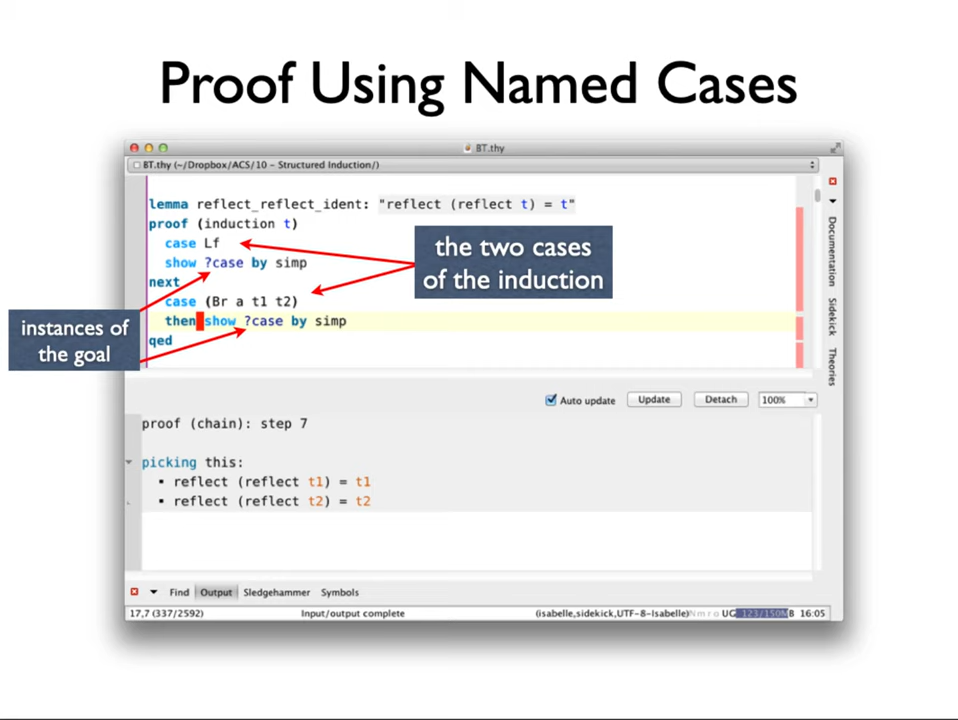 Proof Using Named Cases
BT.thy
BT.thy (~/Dropbox/ACS/10 - Structured Induction/)
lemma reflect_reflect_ident: "reflect (reflect t) = t"
proof (induction t)
case Lf
show ?case by simp
next
case (Br a t1 t2)
then show ?case by simp
qed
the two cases
of the induction
instances of
the goal
Documentation
Sidekick
Theories
Auto update
Update
Detach
100%
proof (chain): step 7
picking this:
▪ reflect (reflect t1) = t1
▪ reflect (reflect t2) = t2
Find
Output
Sledgehammer
Symbols
17,7 (337/2592)
Input/output complete
(isabelle,sidekick,UTF-8-Isabelle)
N m r o
UG
123/150MB
16:05